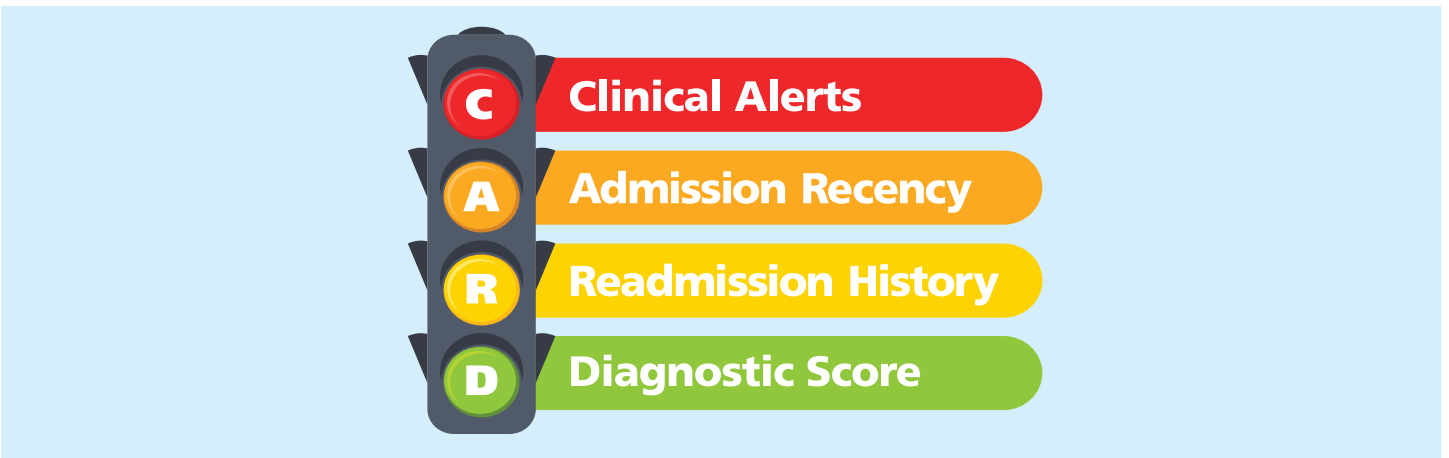 C Clinical Alerts
A Admission Recency
R Readmission History
D Diagnostic Score